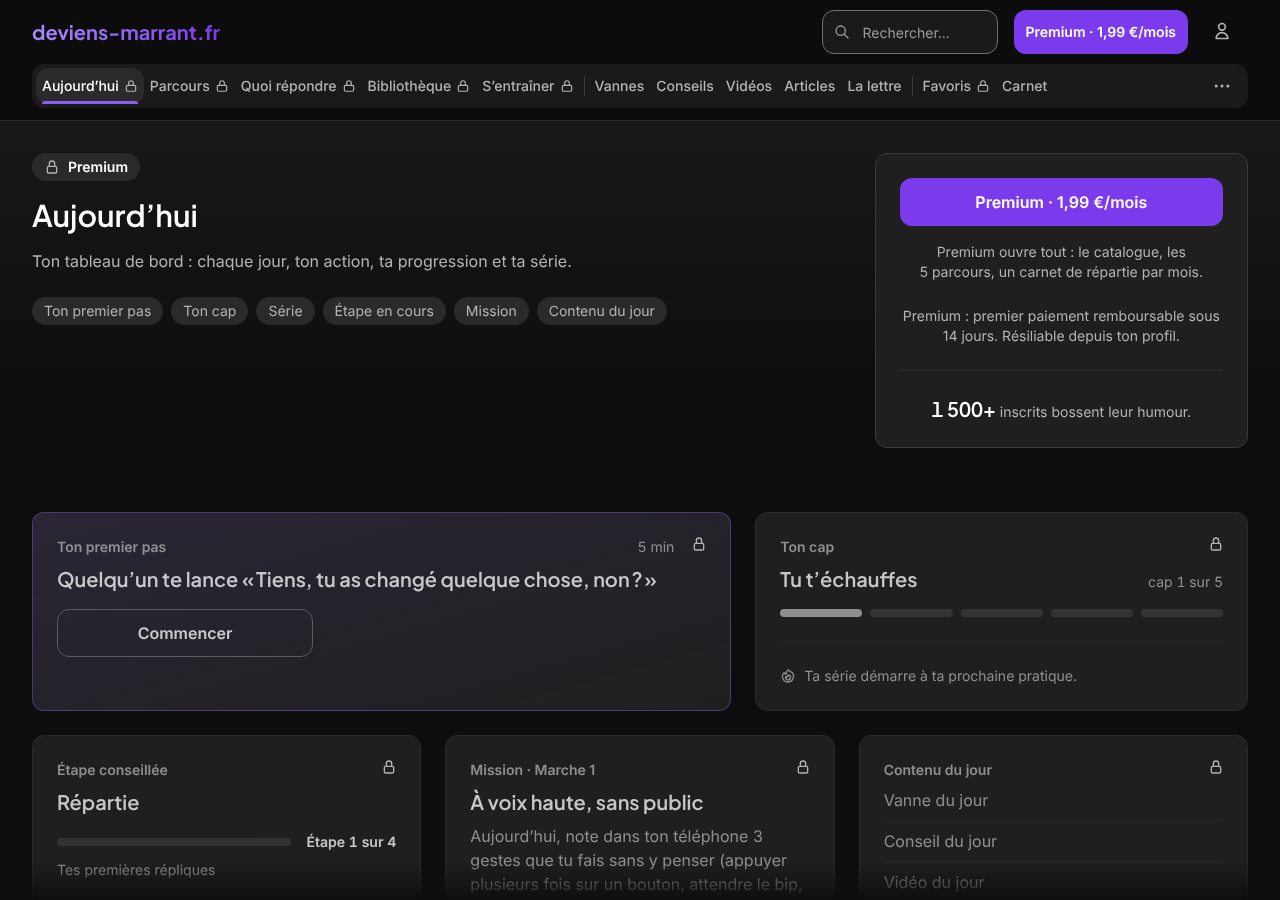 deviens-marrant.fr
Rechercher...
Premium · 1,99 €/mois
Aujourd’hui Parcours Quoi répondre Bibliothèque S’entraîner Vannes Conseils Vidéos Articles La lettre Favoris Carnet
Premium
Aujourd’hui
Ton tableau de bord : chaque jour, ton action, ta progression et ta série.
Ton premier pas Ton cap Série Étape en cours Mission Contenu du jour
Premium · 1,99 €/mois
Premium ouvre tout : le catalogue, les
5 parcours, un carnet de répartie par mois.
Premium : premier paiement remboursable sous
14 jours. Résiliable depuis ton profil.
1 500+ inscrits bossent leur humour.
Ton premier pas 5 min
Quelqu’un te lance « Tiens, tu as changé quelque chose, non ? »
Commencer
Ton cap
Tu t’échauffes cap 1 sur 5
Ta série démarre à ta prochaine pratique.
Étape conseillée
Répartie
Étape 1 sur 4
Tes premières répliques
Mission · Marche 1
À voix haute, sans public
Aujourd’hui, note dans ton téléphone 3
gestes que tu fais sans y penser (appuyer
plusieurs fois sur un bouton, attendre le bip,
Contenu du jour
Vanne du jour
Conseil du jour
Vidéo du jour